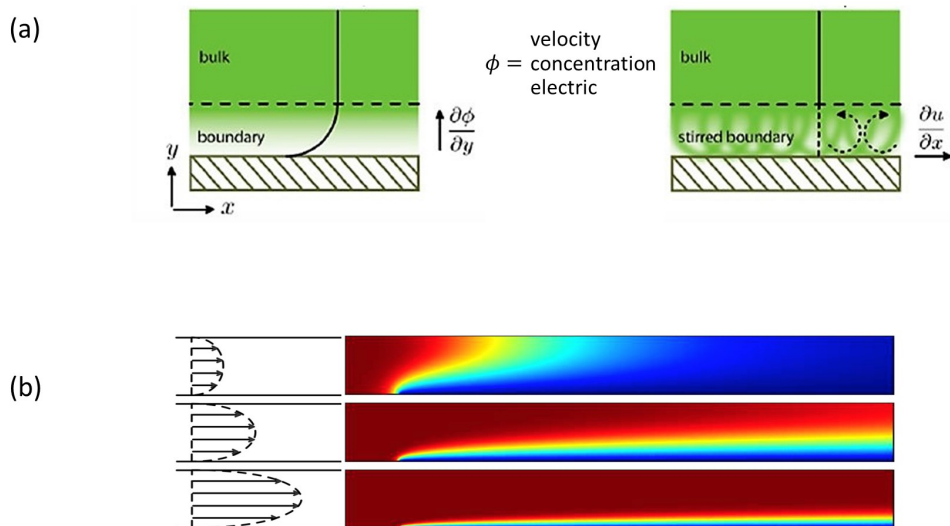 (a)
bulk
boundary
y
x
∂ϕ
∂y
velocity
ϕ = concentration
electric
bulk
stirred boundary
∂u
∂x
(b)